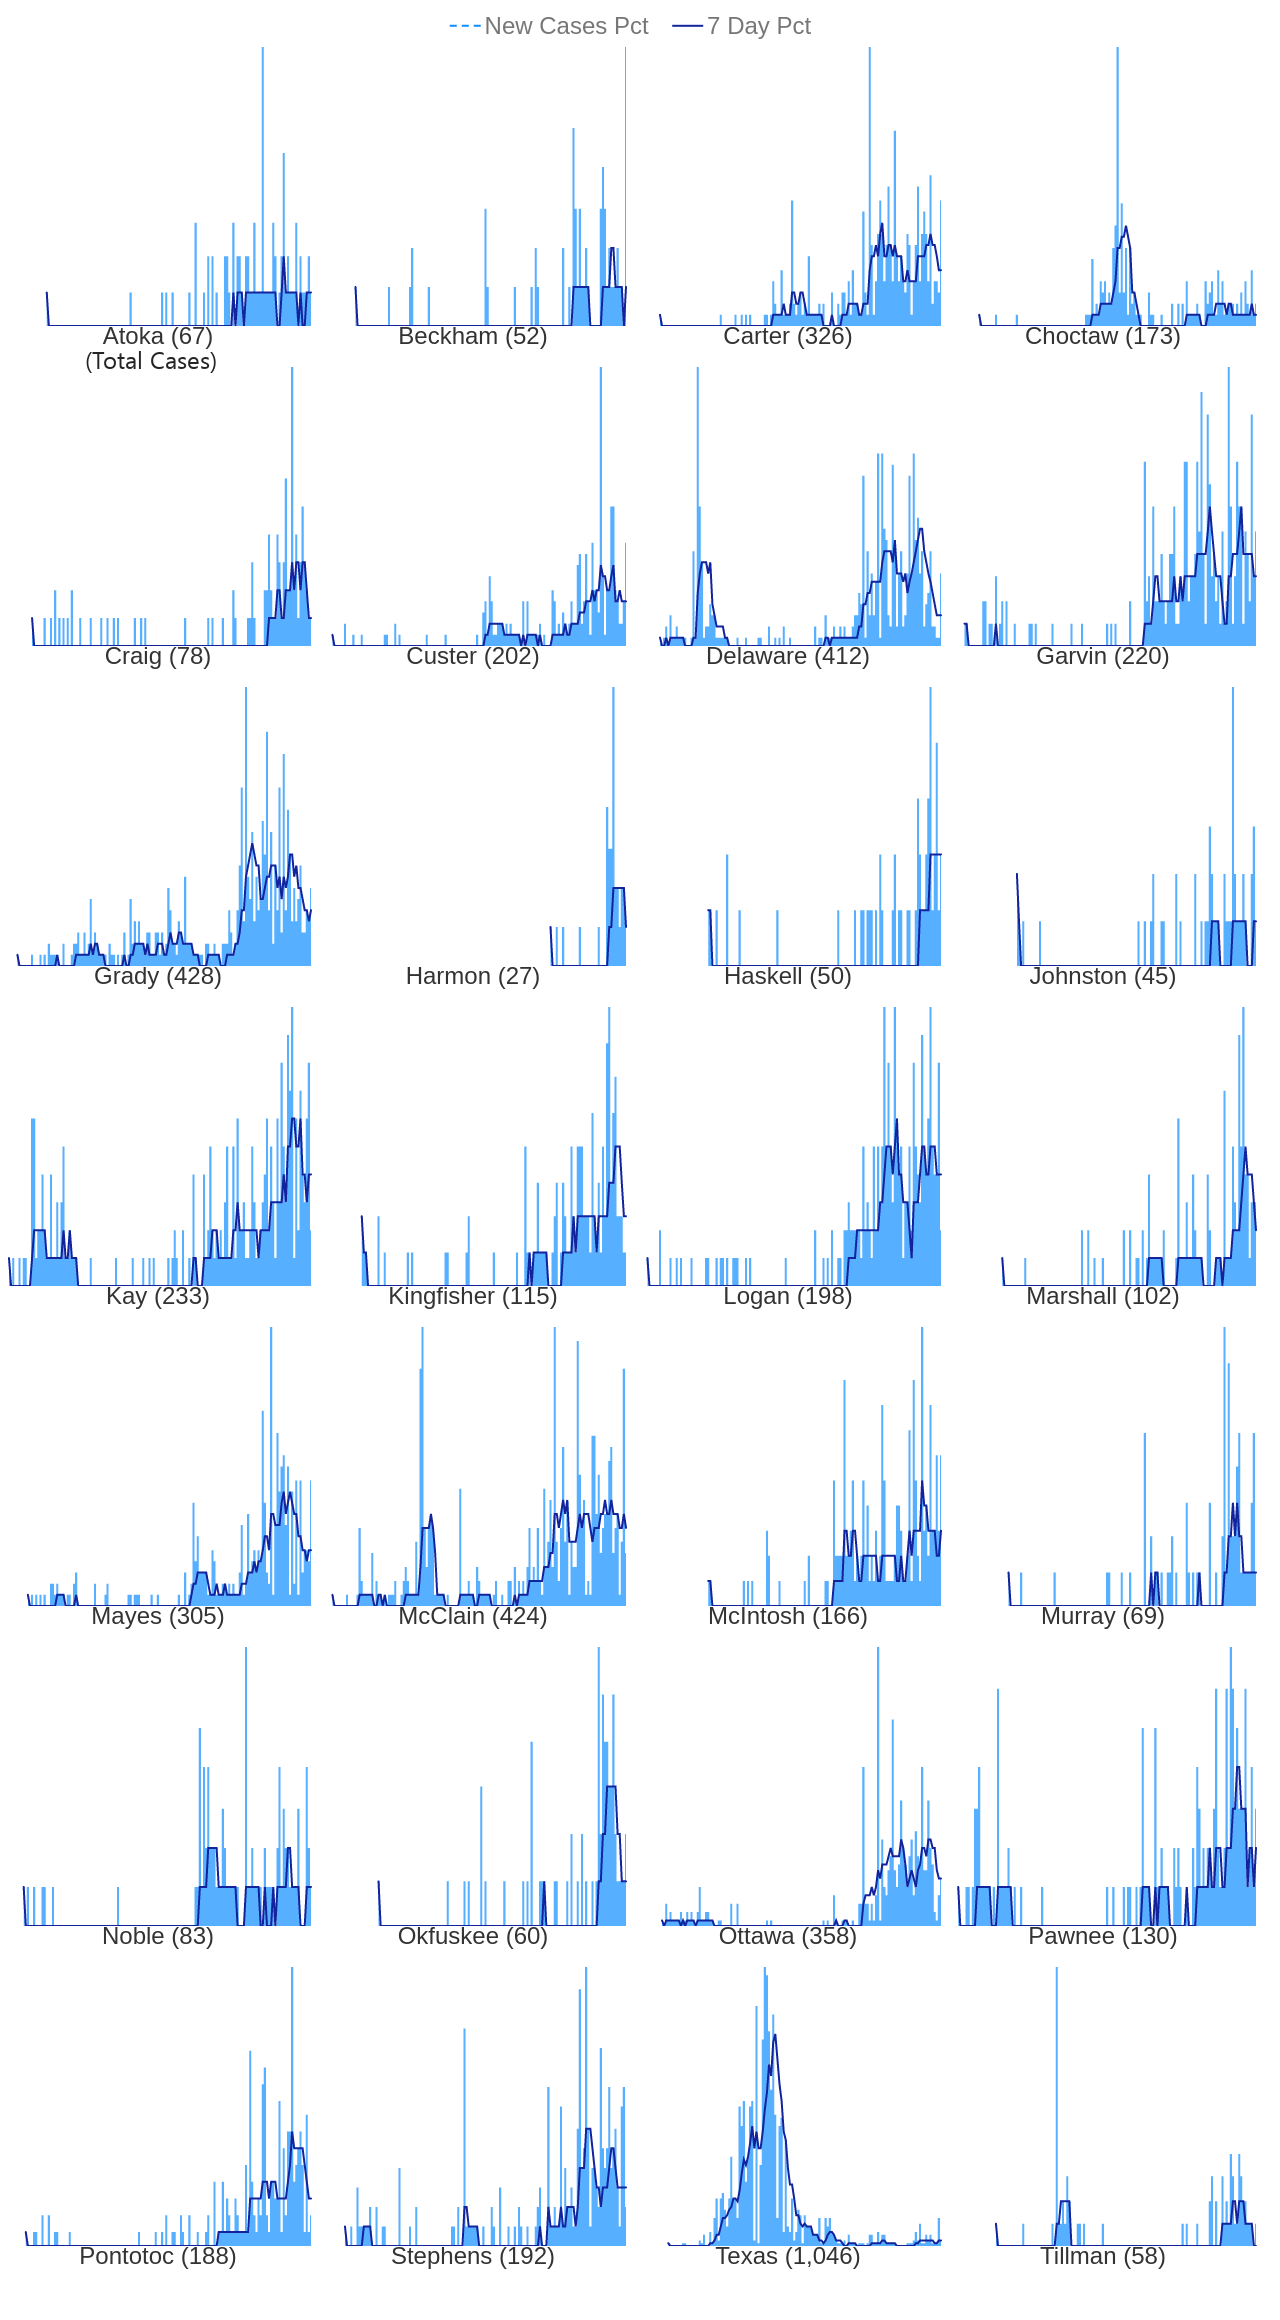 New Cases Pct 7 Day Pct
Atoka (67) Beckham (52) Carter (326) Choctaw (173)
(Total Cases)
Craig (78) Custer (202) Delaware (412) Garvin (220)
Grady (428) Harmon (27) Haskell (50) Johnston (45)
Kay (233) Kingfisher (115) Logan (198) Marshall (102)
Mayes (305) McClain (424) McIntosh (166) Murray (69)
Noble (83) Okfuskee (60) Ottawa (358) Pawnee (130)
Pontotoc (188) Stephens (192) Texas (1,046) Tillman (58)